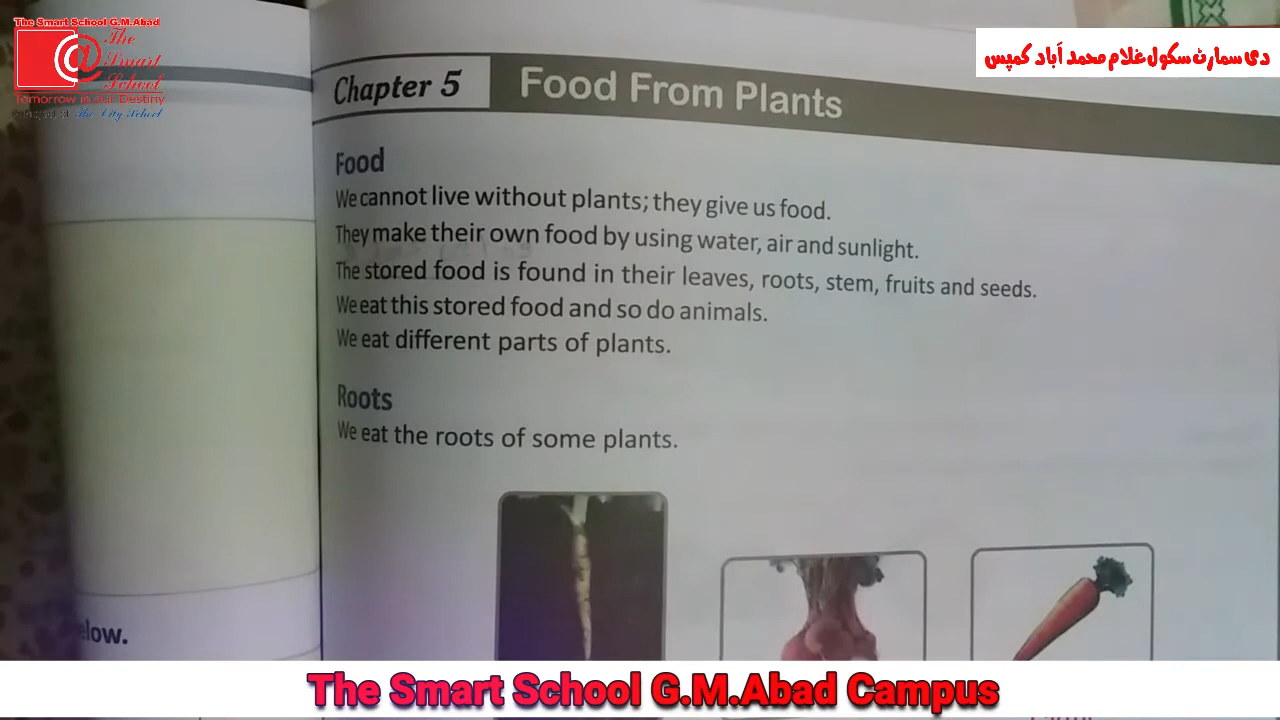 The Smart School G.M.Abad
The
Smart
School
Tomorrow is Our Destiny
The City School
دی سمارٹ سکول غلام محمد آباد کمپس
Chapter 5
Food From Plants
Food
We cannot live without plants; they give us food.
They make their own food by using water, air and sunlight.
The stored food is found in their leaves, roots, stem, fruits and seeds.
We eat this stored food and so do animals.
We eat different parts of plants.
Roots
We eat the roots of some plants.
elow.
The Smart School G.M.Abad Campus